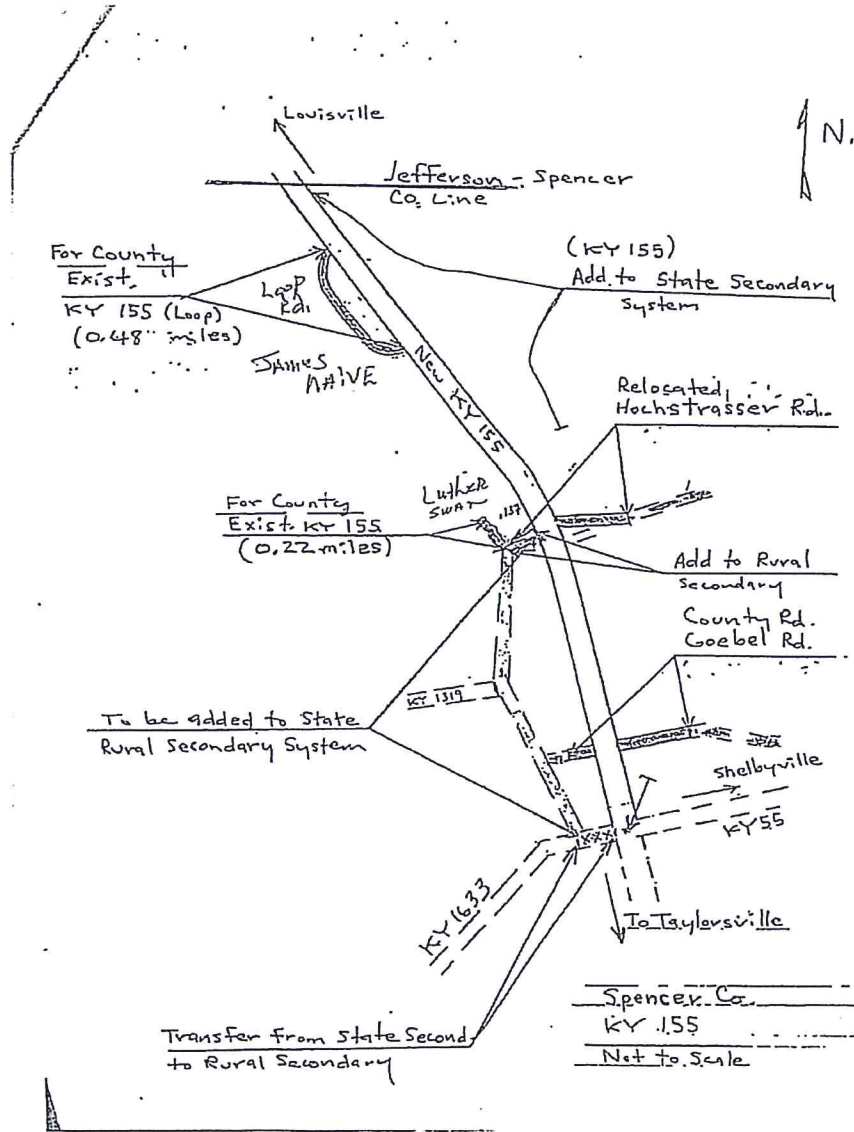 Louisville
N.
Jefferson - Spencer
Co. Line
For County
Exist.
KY 155 (Loop)
(0.48 miles)
Loop
Rd.
(KY 155)
Add to State Secondary
System
New KY 155
Relocated
Hochstrasser Rd.
Luther
For County
Exist. KY 155
(0.22 miles)
.137
Add to Rural
Secondary
County Rd.
Goebel Rd.
KY 1319
To be added to State
Rural Secondary System
Shelbyville
KY 55
XXX
KY 1633
To Taylorsville
Spencer Co.
KY 155
Not to Scale
Transfer from State Second
to Rural Secondary